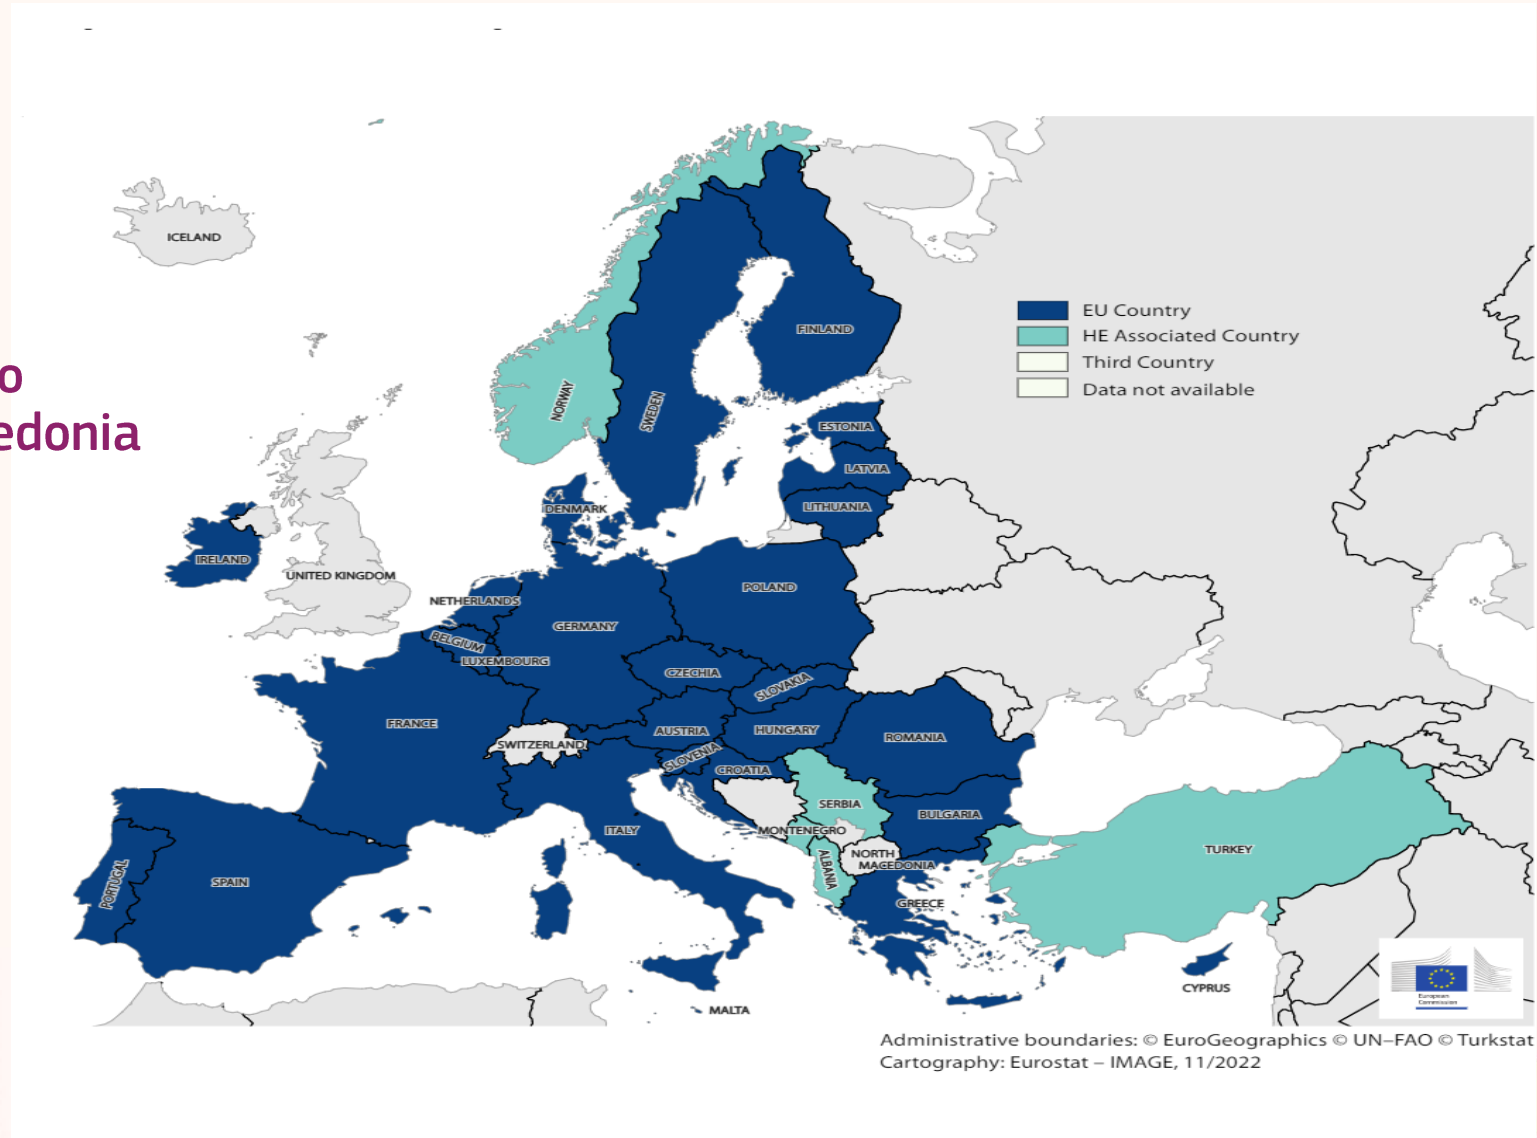 o
edonia
ICELAND
NORWAY
SWEDEN
FINLAND
EU Country
HE Associated Country
Third Country
Data not available
ESTONIA
LATVIA
LITHUANIA
DENMARK
IRELAND
UNITED KINGDOM
NETHERLANDS
BELGIUM
LUXEMBOURG
GERMANY
POLAND
CZECHIA
SLOVAKIA
FRANCE
SWITZERLAND
AUSTRIA
HUNGARY
ROMANIA
SLOVENIA
CROATIA
ITALY
SERBIA
BULGARIA
MONTENEGRO
ALBANIA
NORTH
MACEDONIA
TURKEY
PORTUGAL
SPAIN
GREECE
CYPRUS
MALTA
European
Commission
Administrative boundaries: © EuroGeographics © UN–FAO © Turkstat
Cartography: Eurostat – IMAGE, 11/2022